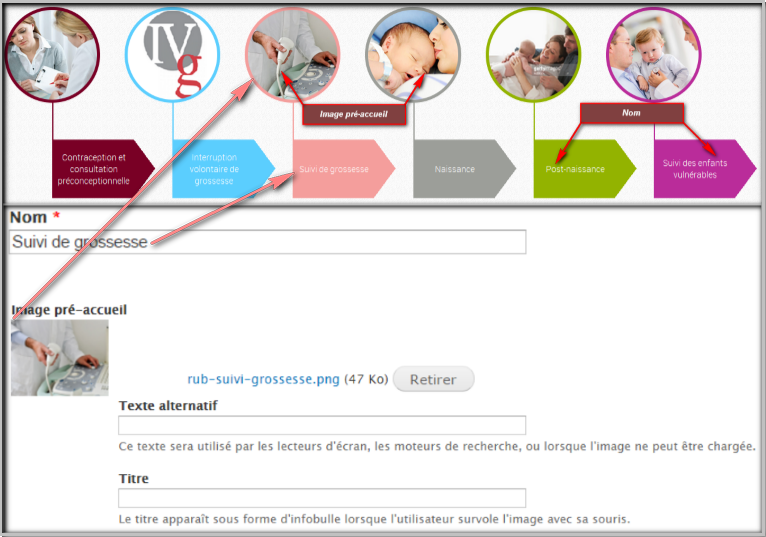 IVg
Image pré-accueil
Nom
Contraception et
consultation
préconceptionnelle
Interruption
volontaire de
grossesse
Suivi de grossesse
Naissance
Post-naissance
Suivi des enfants
vulnérables
Nom *
Suivi de grossesse
Image pré-accueil
rub-suivi-grossesse.png (47 Ko) Retirer
Texte alternatif
Ce texte sera utilisé par les lecteurs d'écran, les moteurs de recherche, ou lorsque l'image ne peut être chargée.
Titre
Le titre apparaît sous forme d'infobulle lorsque l'utilisateur survole l'image avec sa souris.